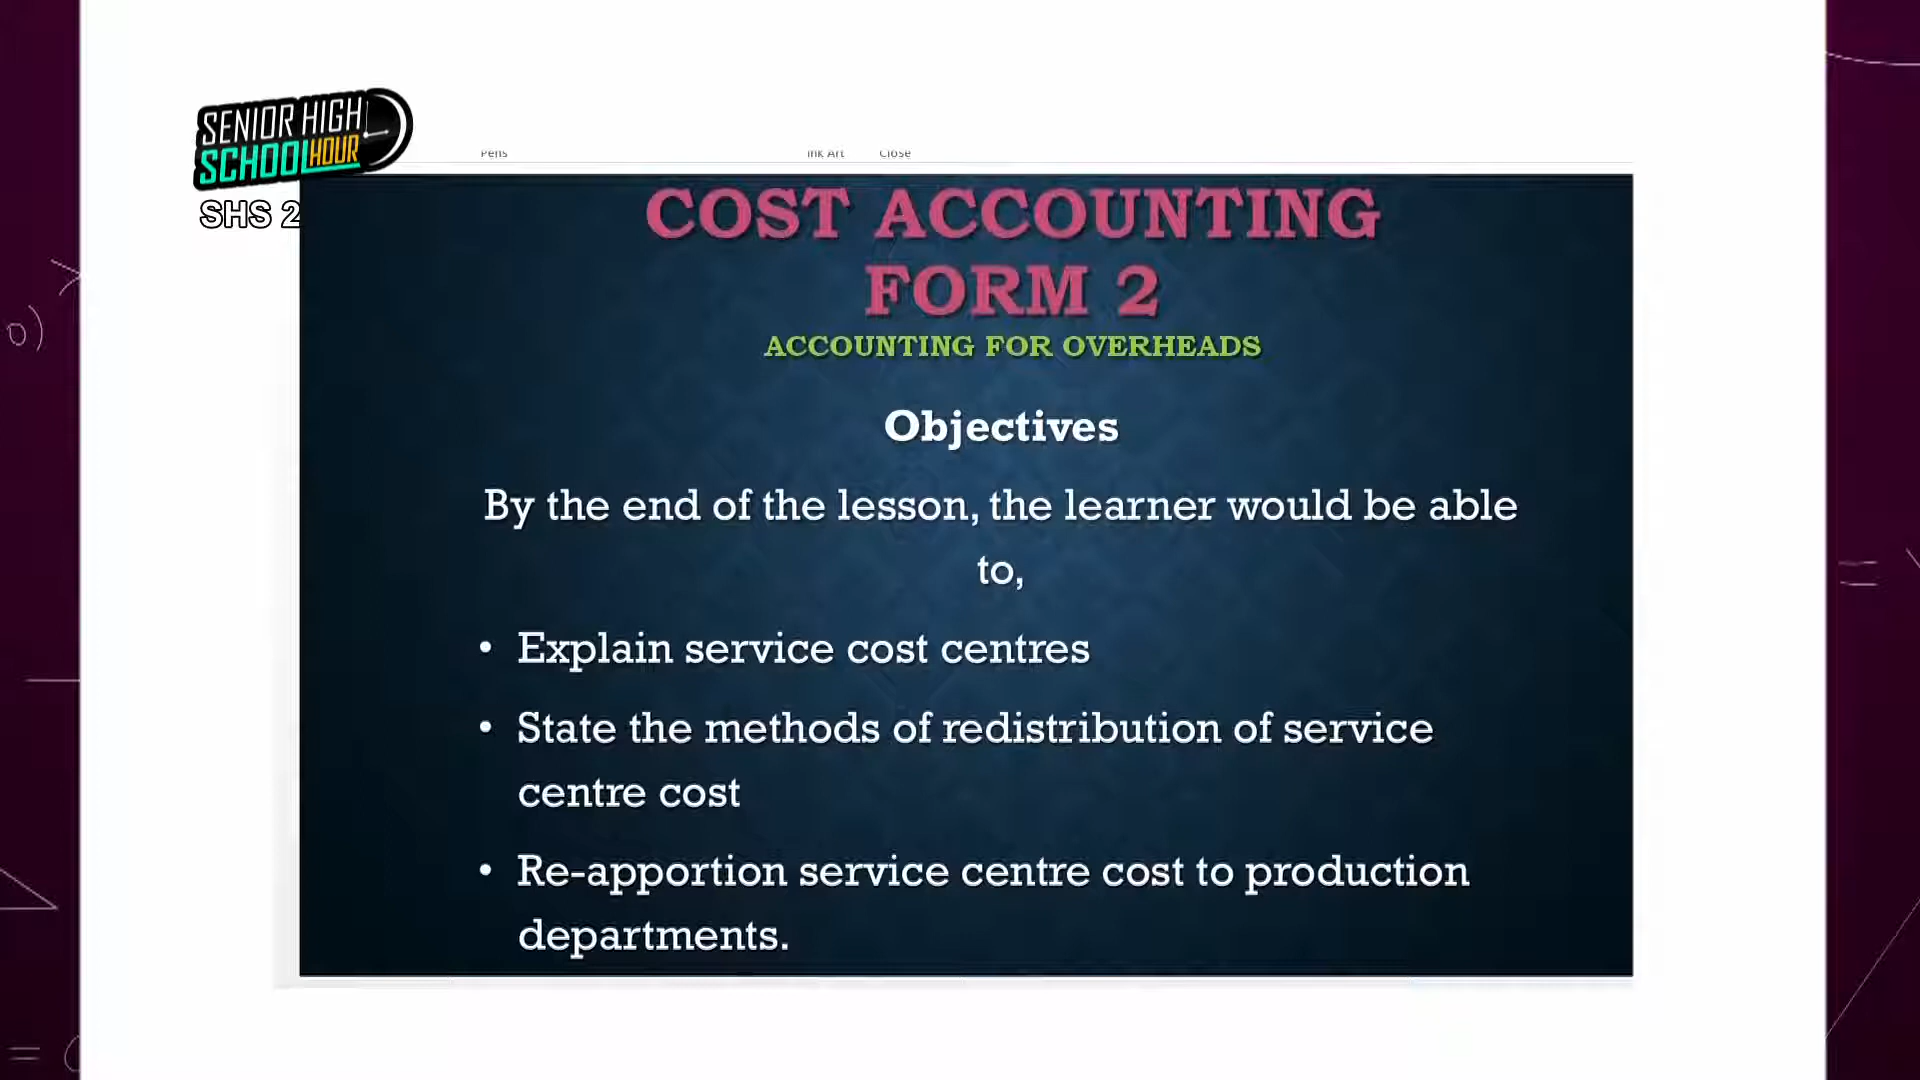 SENIOR HIGH
SCHOOL HOUR
SHS 2
Pens Ink Art Close
COST ACCOUNTING
FORM 2
ACCOUNTING FOR OVERHEADS
Objectives
By the end of the lesson, the learner would be able
to,
• Explain service cost centres
• State the methods of redistribution of service
centre cost
• Re-apportion service centre cost to production
departments.
o)
=
=